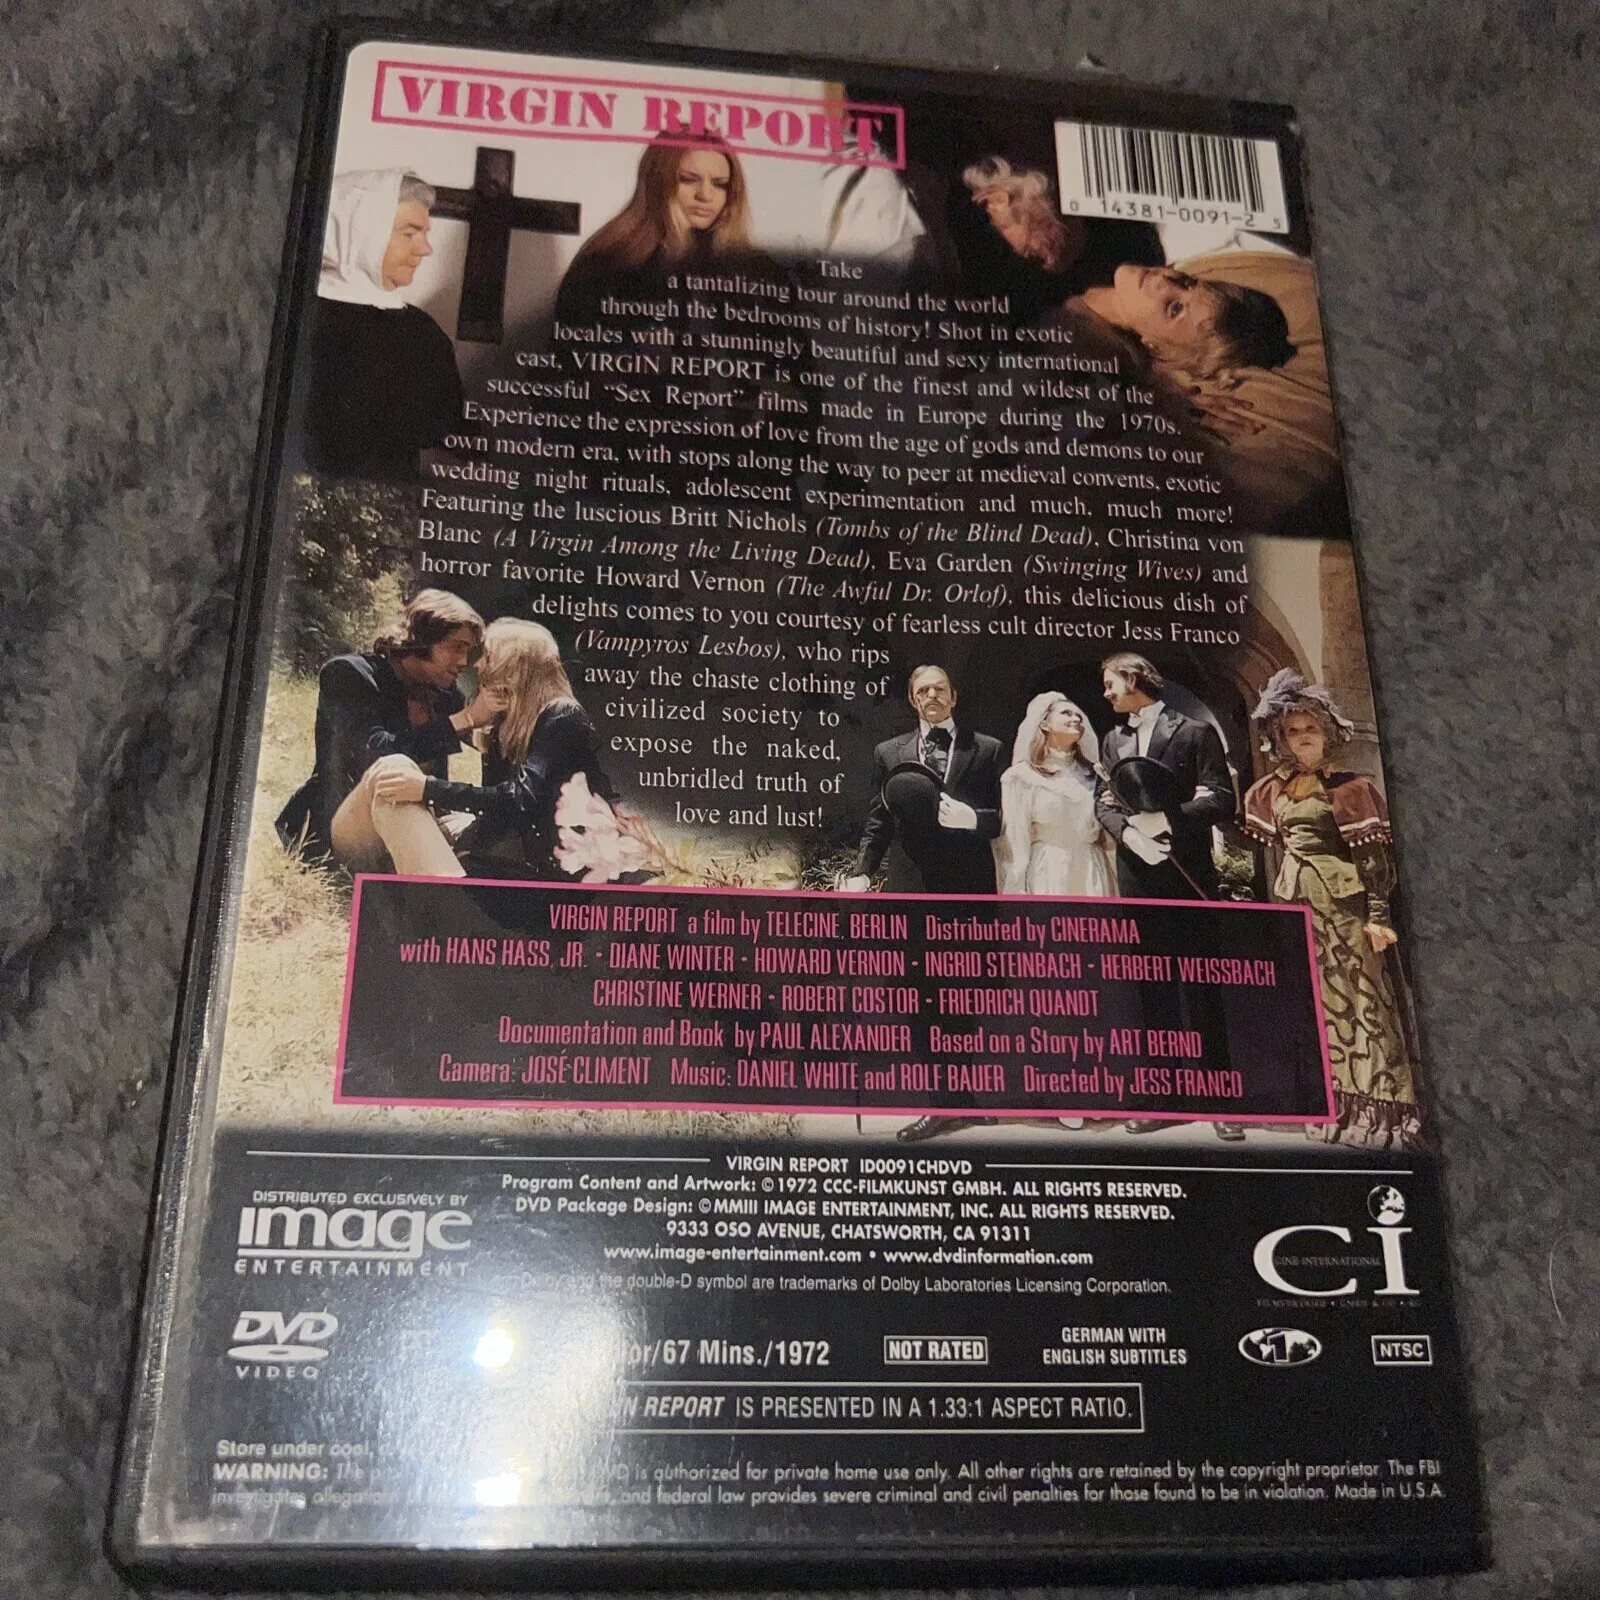 VIRGIN REPORT
0 14381-0091-2 5
Take
a tantalizing tour around the world
through the bedrooms of history! Shot in exotic
locales with a stunningly beautiful and sexy international
cast, VIRGIN REPORT is one of the finest and wildest of the
successful "Sex Report" films made in Europe during the 1970s.
Experience the expression of love from the age of gods and demons to our
own modern era, with stops along the way to peer at medieval convents, exotic
wedding night rituals, adolescent experimentation and much, much more!
Featuring the luscious Britt Nichols (Tombs of the Blind Dead), Christina von
Blanc (A Virgin Among the Living Dead), Eva Garden (Swinging Wives) and
horror favorite Howard Vernon (The Awful Dr. Orlof), this delicious dish of
delights comes to you courtesy of fearless cult director Jess Franco
(Vampyros Lesbos), who rips
away the chaste clothing of
civilized society to
expose the naked,
unbridled truth of
love and lust!
VIRGIN REPORT a film by TELECINE, BERLIN Distributed by CINERAMA
with HANS HASS, JR. • DIANE WINTER • HOWARD VERNON • INGRID STEINBACH • HERBERT WEISSBACH
CHRISTINE WERNER • ROBERT COSTOR • FRIEDRICH QUANDT
Documentation and Book by PAUL ALEXANDER Based on a Story by ART BERND
Camera: JOSÉ CLIMENT Music: DANIEL WHITE and ROLF BAUER Directed by JESS FRANCO
VIRGIN REPORT ID0091CHDVD
Program Content and Artwork: ©1972 CCC-FILMKUNST GMBH. ALL RIGHTS RESERVED.
DVD Package Design: ©MMIII IMAGE ENTERTAINMENT, INC. ALL RIGHTS RESERVED.
9333 OSO AVENUE, CHATSWORTH, CA 91311
www.image-entertainment.com • www.dvdinformation.com
and the double-D symbol are trademarks of Dolby Laboratories Licensing Corporation.
DISTRIBUTED EXCLUSIVELY BY
image
ENTERTAINMENT
Ci
CINE-INTERNATIONAL
DVD
VIDEO
/67 Mins./1972
NOT RATED
GERMAN WITH
ENGLISH SUBTITLES
1
NTSC
REPORT IS PRESENTED IN A 1.33:1 ASPECT RATIO.
Store under cool,
WARNING: The is authorized for private home use only. All other rights are retained by the copyright proprietor. The FBI
investigates allegations and federal law provides severe criminal and civil penalties for those found to be in violation. Made in U.S.A.